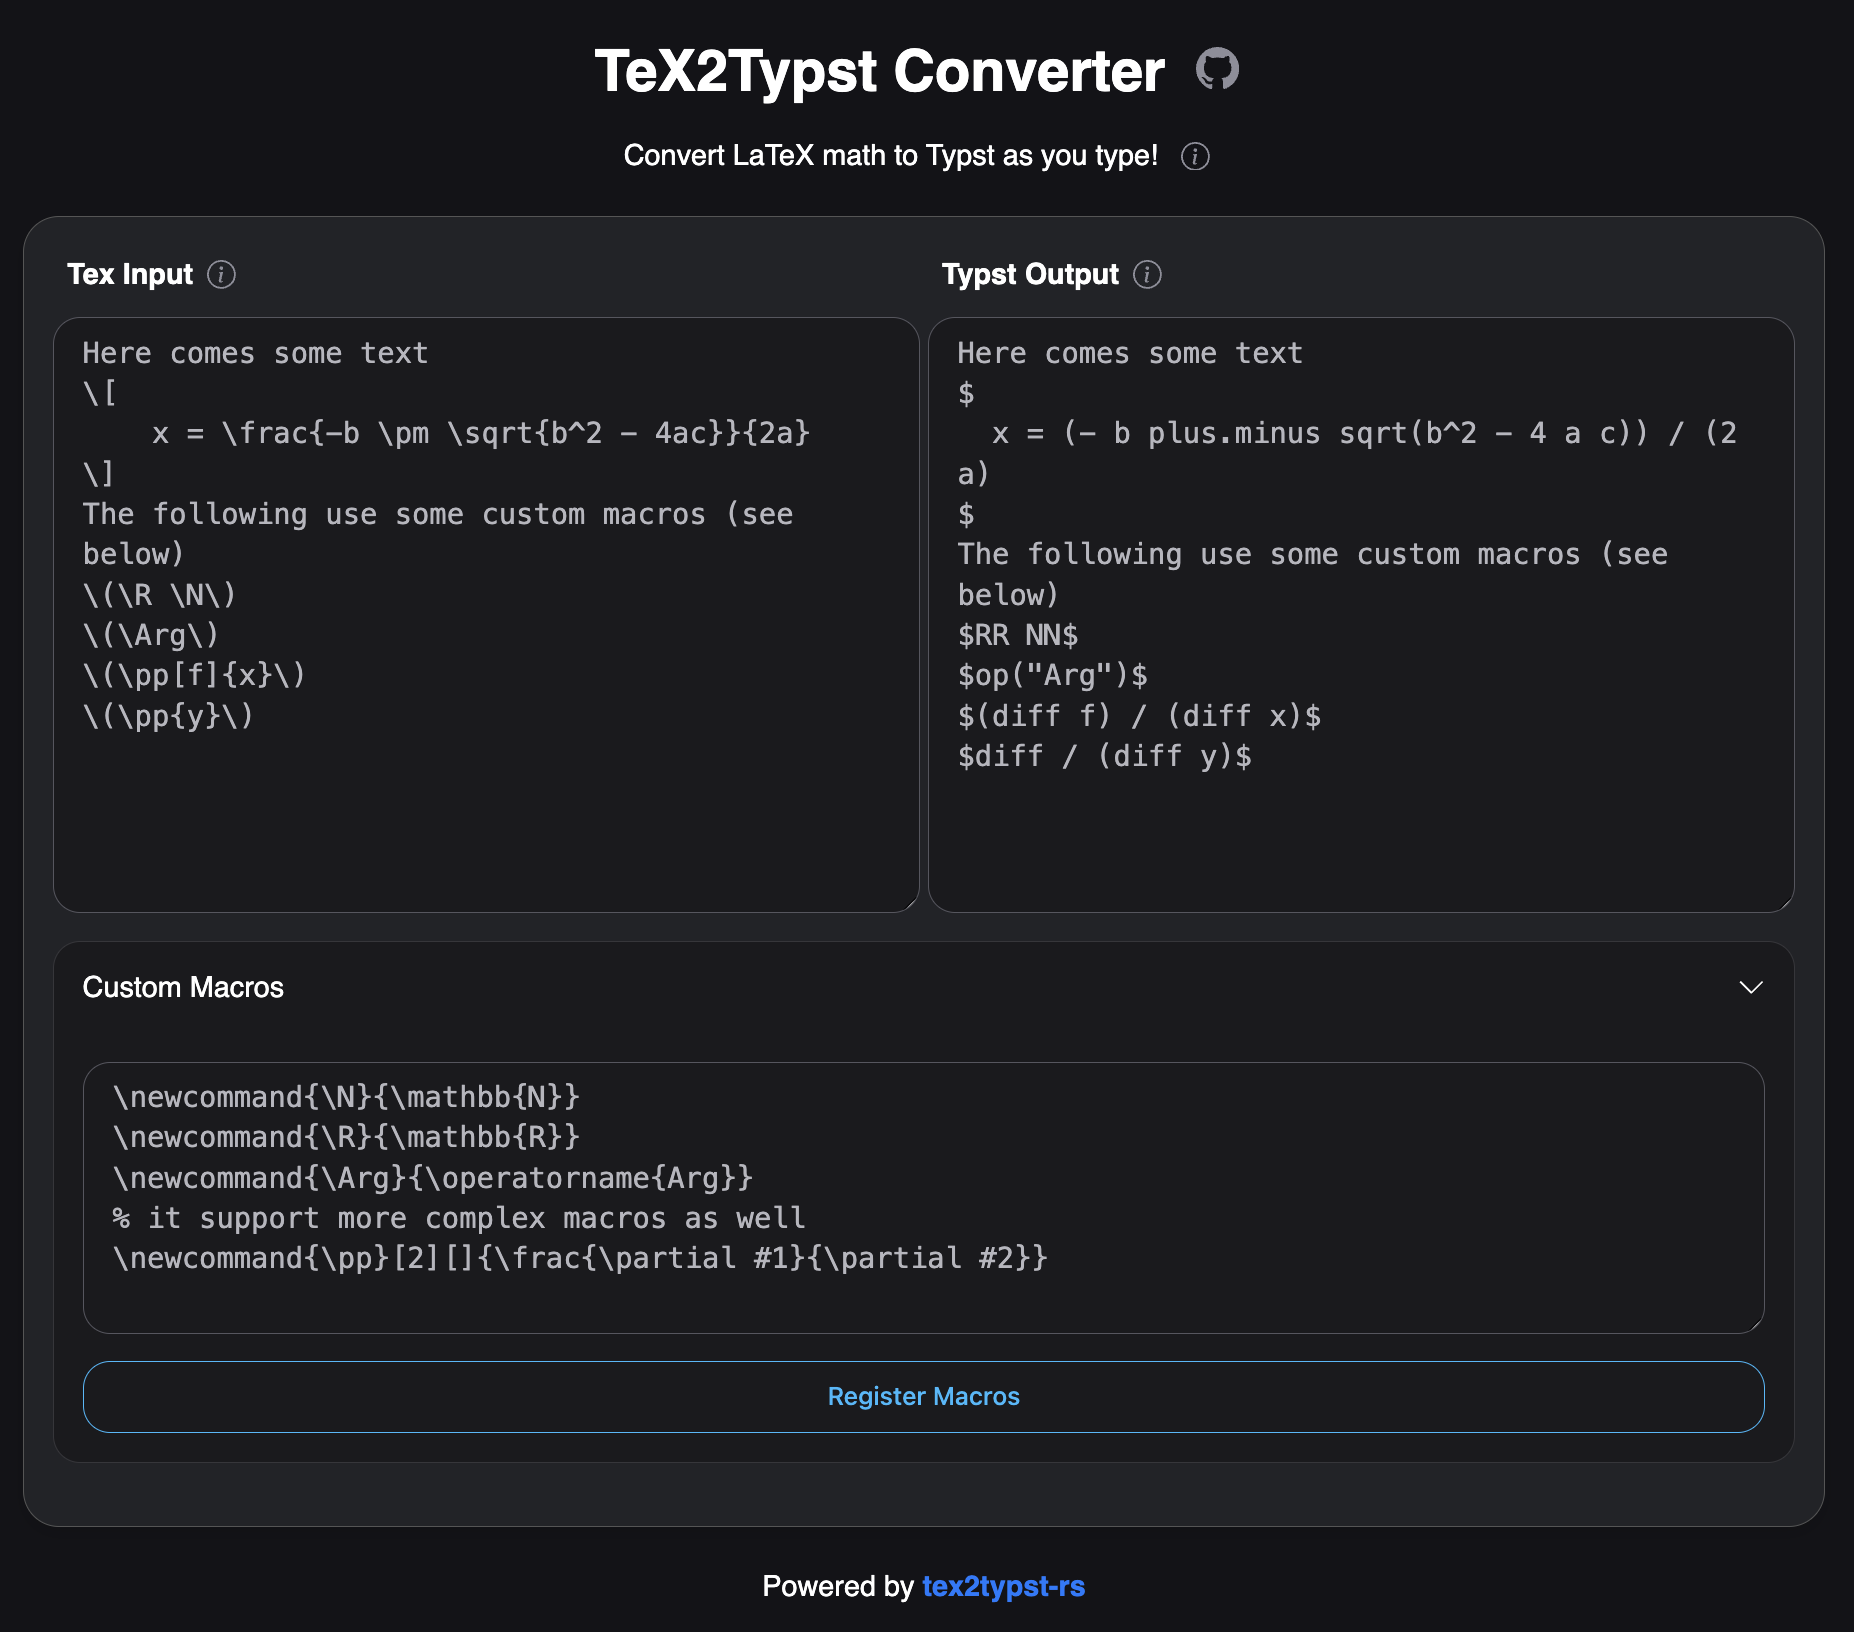 TeX2Typst Converter
Convert LaTeX math to Typst as you type!
Tex Input
Here comes some text
\[
    x = \frac{-b \pm \sqrt{b^2 - 4ac}}{2a}
\]
The following use some custom macros (see
below)
\(\R \N\)
\(\Arg\)
\(\pp[f]{x}\)
\(\pp{y}\)
Typst Output
Here comes some text
$
  x = (- b plus.minus sqrt(b^2 - 4 a c)) / (2
a)
$
The following use some custom macros (see
below)
$RR NN$
$op("Arg")$
$(diff f) / (diff x)$
$diff / (diff y)$
Custom Macros
\newcommand{\N}{\mathbb{N}}
\newcommand{\R}{\mathbb{R}}
\newcommand{\Arg}{\operatorname{Arg}}
% it support more complex macros as well
\newcommand{\pp}[2][]{\frac{\partial #1}{\partial #2}}
Register Macros
Powered by tex2typst-rs